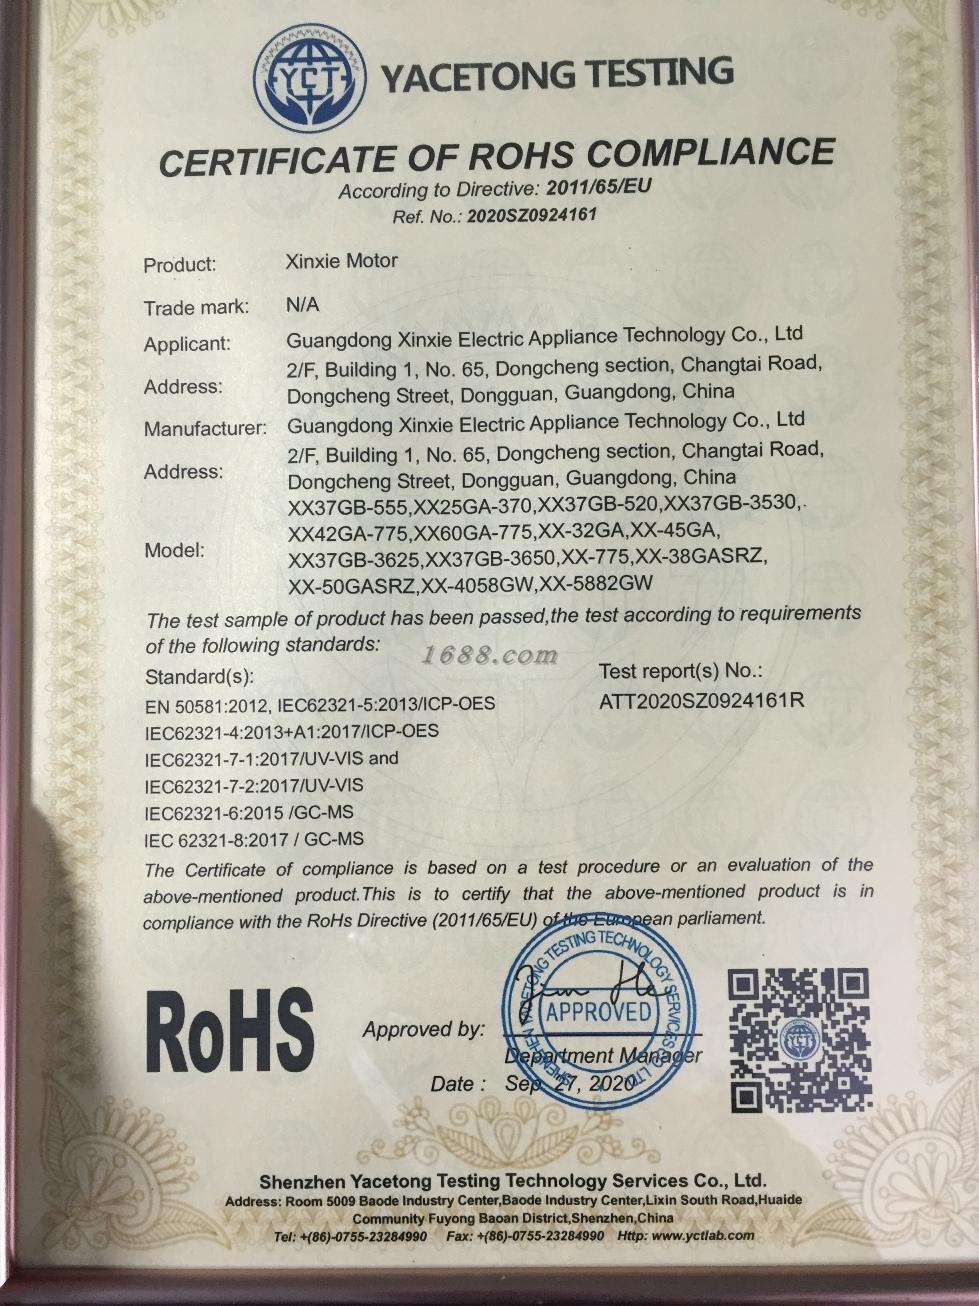 YCT YACETONG TESTING
CERTIFICATE OF ROHS COMPLIANCE
According to Directive: 2011/65/EU
Ref. No.: 2020SZ0924161
Product: Xinxie Motor
Trade mark: N/A
Applicant: Guangdong Xinxie Electric Appliance Technology Co., Ltd
Address: 2/F, Building 1, No. 65, Dongcheng section, Changtai Road,
Dongcheng Street, Dongguan, Guangdong, China
Manufacturer: Guangdong Xinxie Electric Appliance Technology Co., Ltd
Address: 2/F, Building 1, No. 65, Dongcheng section, Changtai Road,
Dongcheng Street, Dongguan, Guangdong, China
Model: XX37GB-555,XX25GA-370,XX37GB-520,XX37GB-3530,
XX42GA-775,XX60GA-775,XX-32GA,XX-45GA,
XX37GB-3625,XX37GB-3650,XX-775,XX-38GASRZ,
XX-50GASRZ,XX-4058GW,XX-5882GW
The test sample of product has been passed,the test according to requirements
of the following standards:
1688.com
Standard(s): Test report(s) No.:
EN 50581:2012, IEC62321-5:2013/ICP-OES ATT2020SZ0924161R
IEC62321-4:2013+A1:2017/ICP-OES
IEC62321-7-1:2017/UV-VIS and
IEC62321-7-2:2017/UV-VIS
IEC62321-6:2015 /GC-MS
IEC 62321-8:2017 / GC-MS
The Certificate of compliance is based on a test procedure or an evaluation of the
above-mentioned product.This is to certify that the above-mentioned product is in
compliance with the RoHs Directive (2011/65/EU) of the European parliament.
SHENZHEN YACETONG TESTING TECHNOLOGY SERVICES CO., LTD.
APPROVED
RoHS
Approved by: Jim He
Department Manager
Date : Sep. 27, 2020
YCT
Shenzhen Yacetong Testing Technology Services Co., Ltd.
Address: Room 5009 Baode Industry Center,Baode Industry Center,Lixin South Road,Huaide
Community Fuyong Baoan District,Shenzhen,China
Tel: +(86)-0755-23284990 Fax: +(86)-0755-23284990 Http: www.yctlab.com